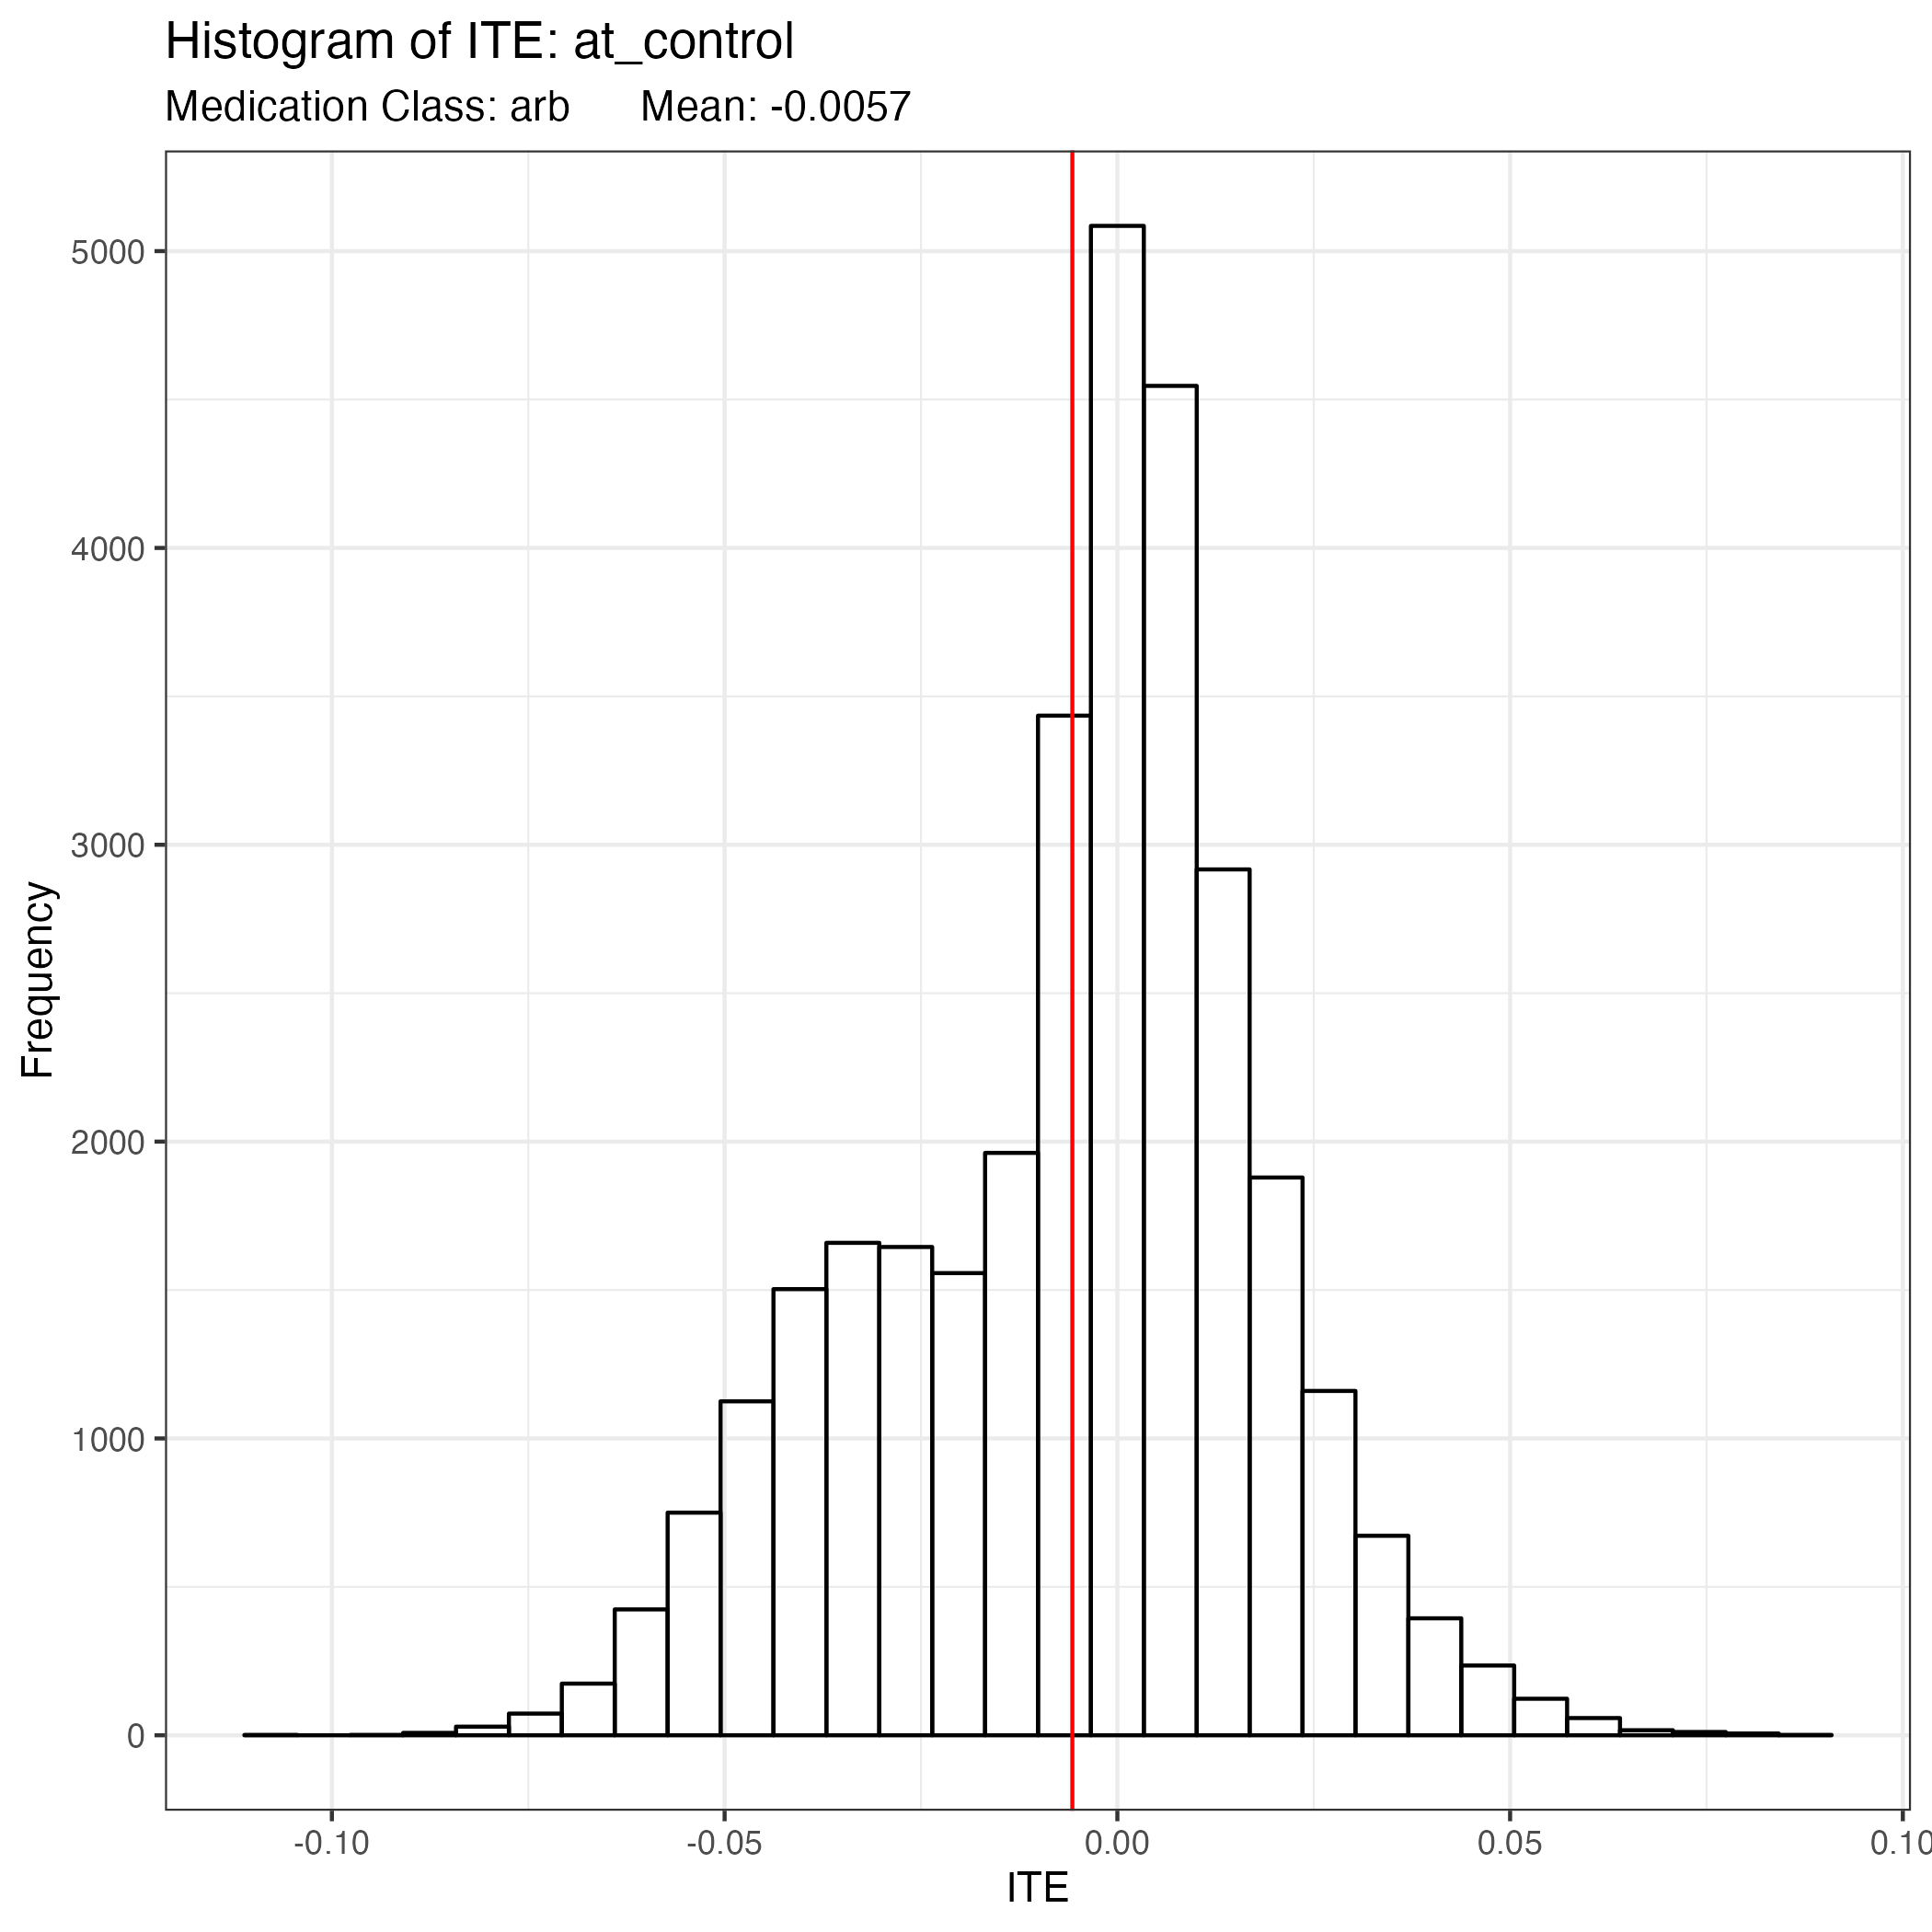 Histogram of ITE: at_control
Medication Class: arb Mean: -0.0057
5000
4000
3000
2000
1000
0
Frequency
-0.10 -0.05 0.00 0.05 0.10
ITE